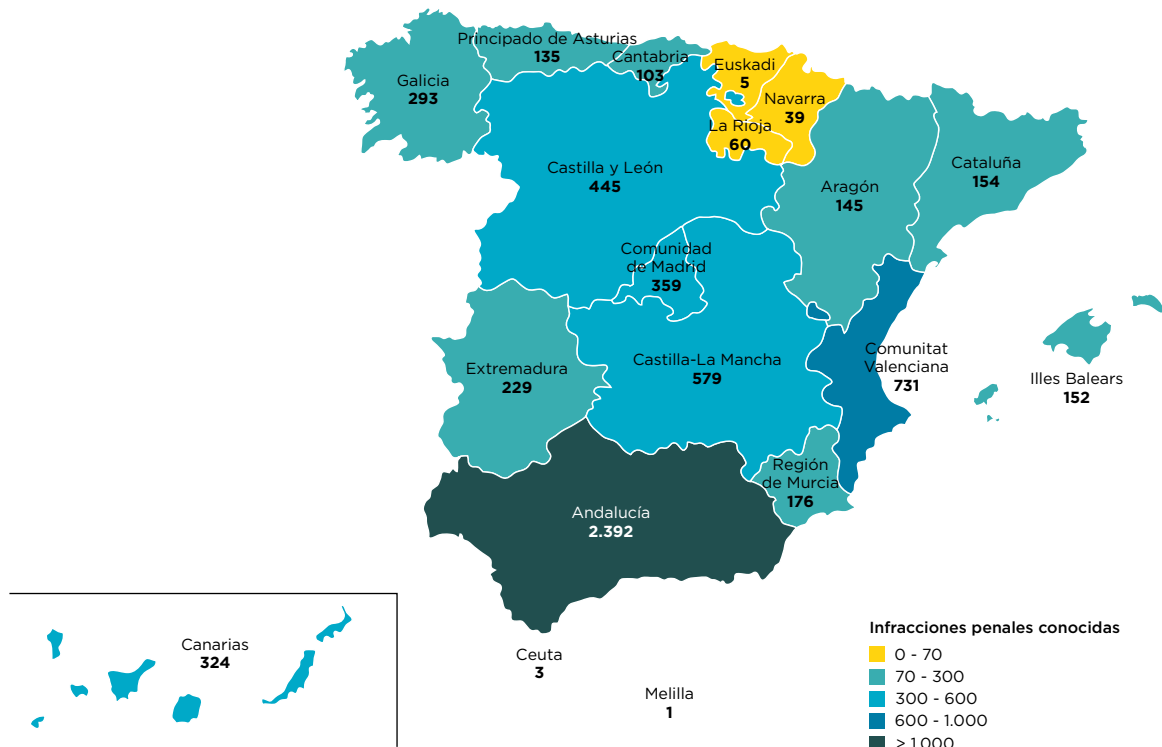 Principado de Asturias
135
Cantabria
103
Euskadi
5
Galicia
293
Navarra
39
La Rioja
60
Castilla y León
445
Cataluña
154
Aragón
145
Comunidad
de Madrid
359
Comunitat
Valenciana
731
Castilla-La Mancha
579
Extremadura
229
Illes Balears
152
Región
de Murcia
176
Andalucía
2.392
Canarias
324
Ceuta
3
Melilla
1
Infracciones penales conocidas
0 - 70
70 - 300
300 - 600
600 - 1.000
> 1.000